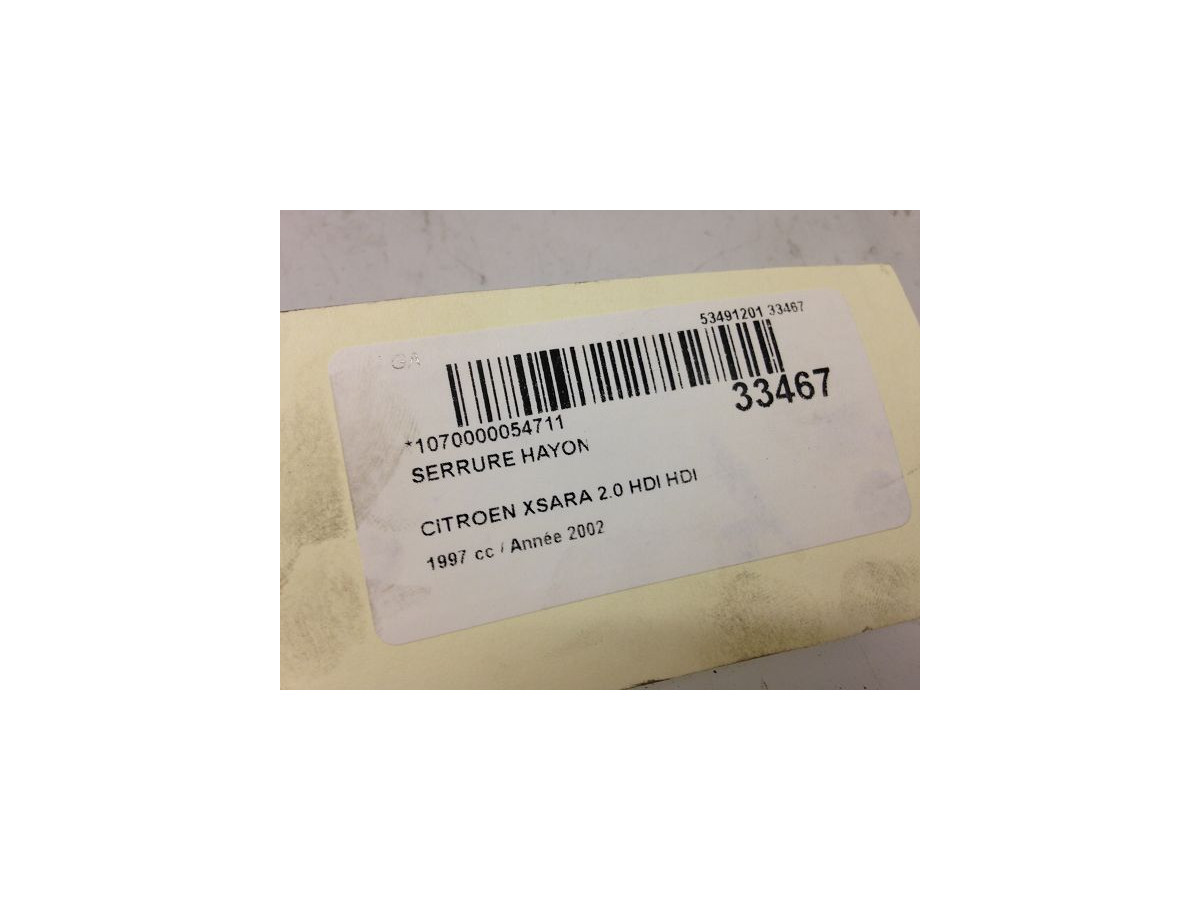 53491201 33467
GA
33467
*1070000054711
SERRURE HAYON
CiTROEN XSARA 2.0 HDI HDI
1997 cc / Année 2002